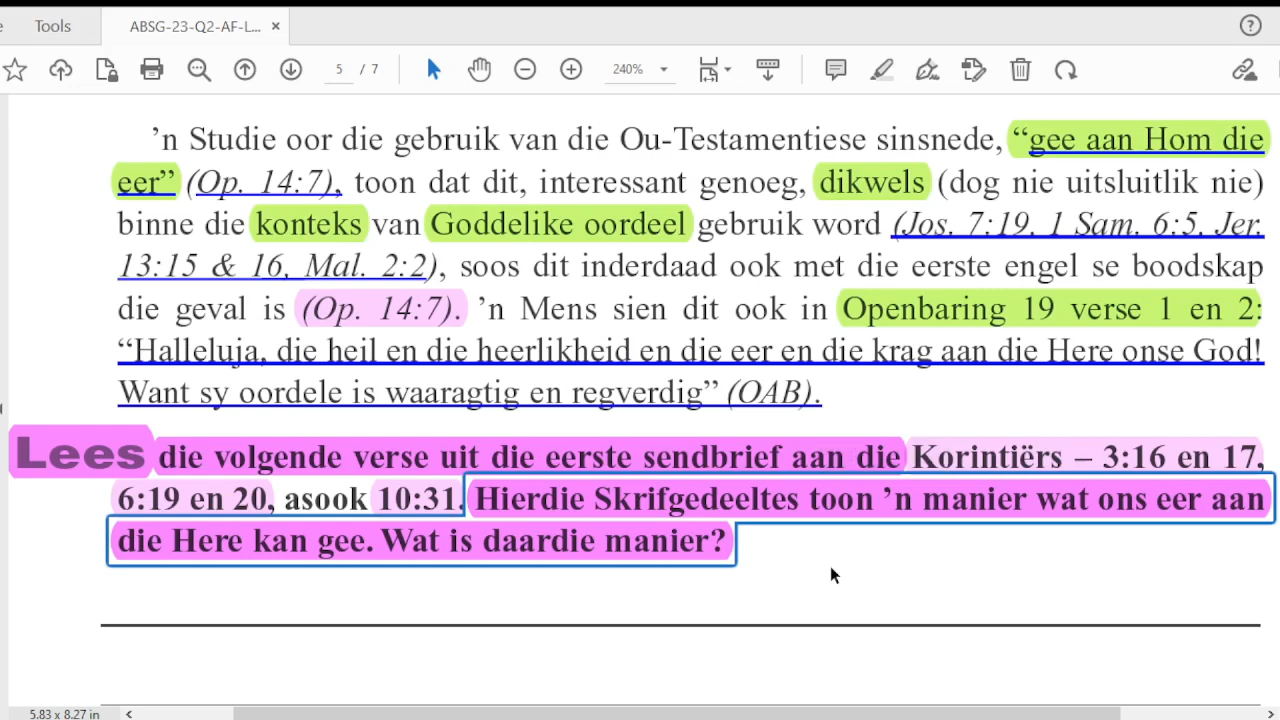 Tools
ABSG-23-Q2-AF-L... ×
5 / 7
240%
’n Studie oor die gebruik van die Ou-Testamentiese sinsnede, “gee aan Hom die
eer” (Op. 14:7), toon dat dit, interessant genoeg, dikwels (dog nie uitsluitlik nie)
binne die konteks van Goddelike oordeel gebruik word (Jos. 7:19, 1 Sam. 6:5, Jer.
13:15 & 16, Mal. 2:2), soos dit inderdaad ook met die eerste engel se boodskap
die geval is (Op. 14:7). ’n Mens sien dit ook in Openbaring 19 verse 1 en 2:
“Halleluja, die heil en die heerlikheid en die eer en die krag aan die Here onse God!
Want sy oordele is waaragtig en regverdig” (OAB).
Lees die volgende verse uit die eerste sendbrief aan die Korintiërs – 3:16 en 17,
6:19 en 20, asook 10:31. Hierdie Skrifgedeeltes toon ’n manier wat ons eer aan
die Here kan gee. Wat is daardie manier?
5.83 x 8.27 in